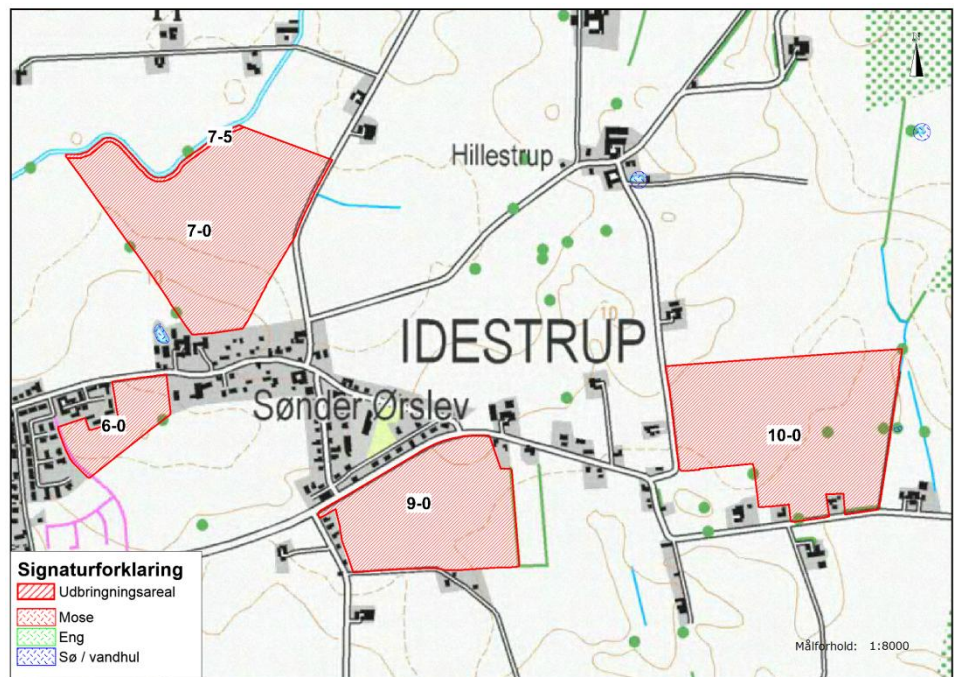 N
7-5
Hillestrup
7-0
10
10
IDESTRUP
Sønder Ørslev
6-0
10-0
9-0
Signaturforklaring
Udbringningsareal
Mose
Eng
Sø / vandhul
Målforhold: 1:8000